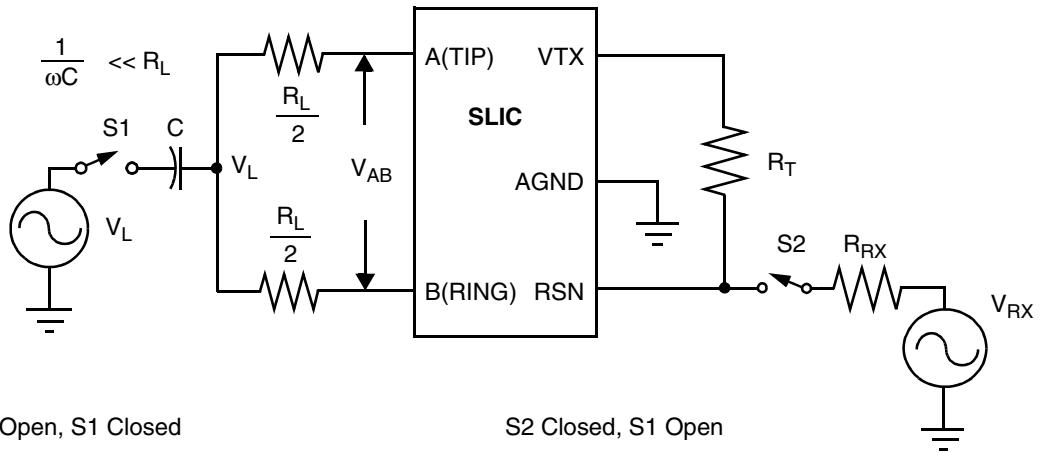 1
ωC
<< R_L
A(TIP)
VTX
R_L
2
SLIC
S1
C
V_L
V_AB
R_T
AGND
V_L
R_L
2
S2
R_RX
B(RING)
RSN
V_RX
Open, S1 Closed
S2 Closed, S1 Open